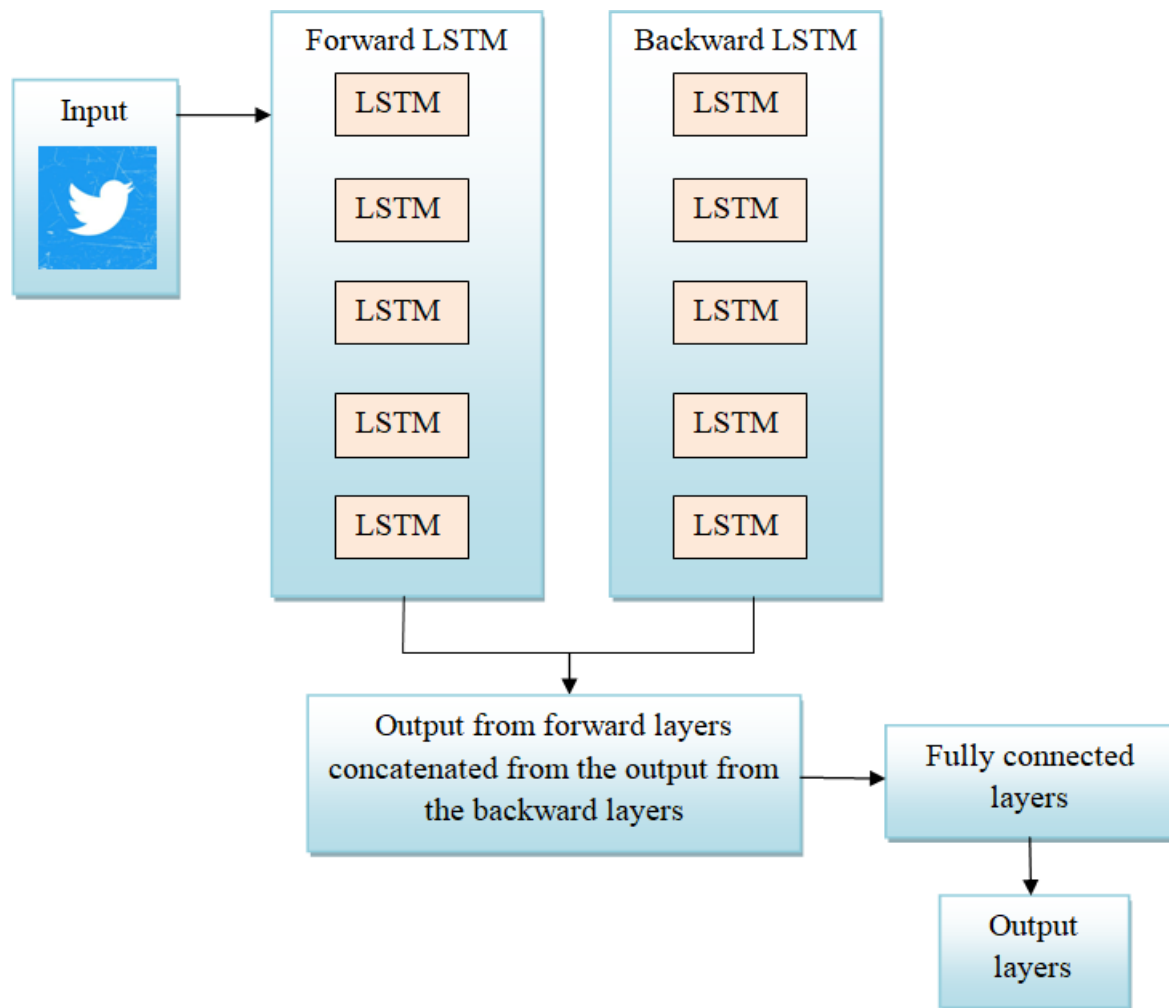 Input
Forward LSTM
LSTM
LSTM
LSTM
LSTM
LSTM
Backward LSTM
LSTM
LSTM
LSTM
LSTM
LSTM
Output from forward layers
concatenated from the output from
the backward layers
Fully connected
layers
Output
layers